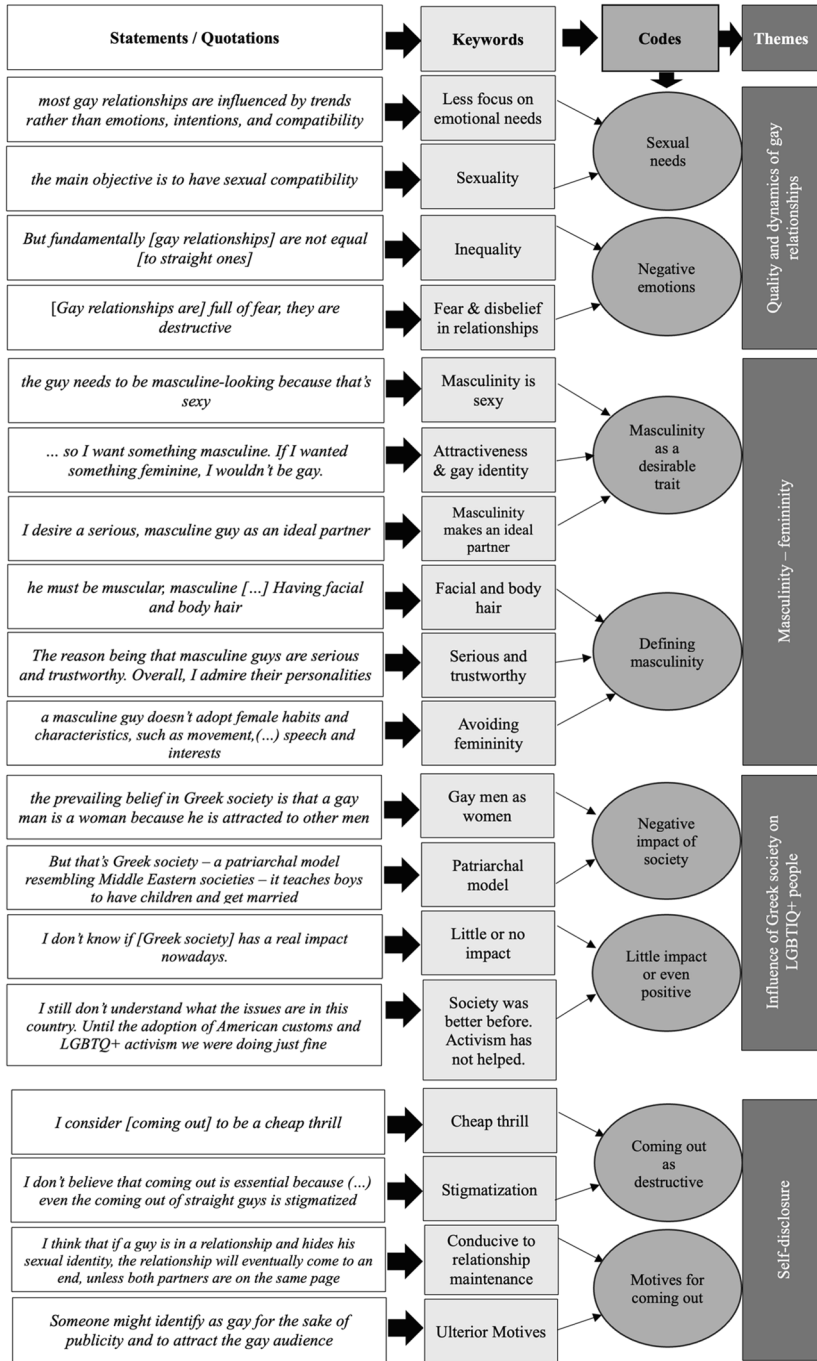 Statements / Quotations
Keywords
Codes
Themes
most gay relationships are influenced by trends
rather than emotions, intentions, and compatibility
Less focus on
emotional needs
the main objective is to have sexual compatibility
Sexuality
Sexual
needs
But fundamentally [gay relationships] are not equal
[to straight ones]
Inequality
[Gay relationships are] full of fear, they are
destructive
Fear & disbelief
in relationships
Negative
emotions
Quality and dynamics of gay
relationships
the guy needs to be masculine-looking because that's
sexy
Masculinity is
sexy
… so I want something masculine. If I wanted
something feminine, I wouldn't be gay.
Attractiveness
& gay identity
I desire a serious, masculine guy as an ideal partner
Masculinity
makes an ideal
partner
Masculinity
as a
desirable
trait
he must be muscular, masculine […] Having facial
and body hair
Facial and body
hair
The reason being that masculine guys are serious
and trustworthy. Overall, I admire their personalities
Serious and
trustworthy
a masculine guy doesn't adopt female habits and
characteristics, such as movement,(…) speech and
interests
Avoiding
femininity
Defining
masculinity
Masculinity – femininity
the prevailing belief in Greek society is that a gay
man is a woman because he is attracted to other men
Gay men as
women
But that's Greek society – a patriarchal model
resembling Middle Eastern societies – it teaches boys
to have children and get married
Patriarchal
model
Negative
impact of
society
I don't know if [Greek society] has a real impact
nowadays.
Little or no
impact
I still don't understand what the issues are in this
country. Until the adoption of American customs and
LGBTQ+ activism we were doing just fine
Society was
better before.
Activism has
not helped.
Little impact
or even
positive
Influence of Greek society on
LGBTIQ+ people
I consider [coming out] to be a cheap thrill
Cheap thrill
I don't believe that coming out is essential because (…)
even the coming out of straight guys is stigmatized
Stigmatization
Coming out
as
destructive
I think that if a guy is in a relationship and hides his
sexual identity, the relationship will eventually come to an
end, unless both partners are on the same page
Conducive to
relationship
maintenance
Someone might identify as gay for the sake of
publicity and to attract the gay audience
Ulterior Motives
Motives for
coming out
Self-disclosure